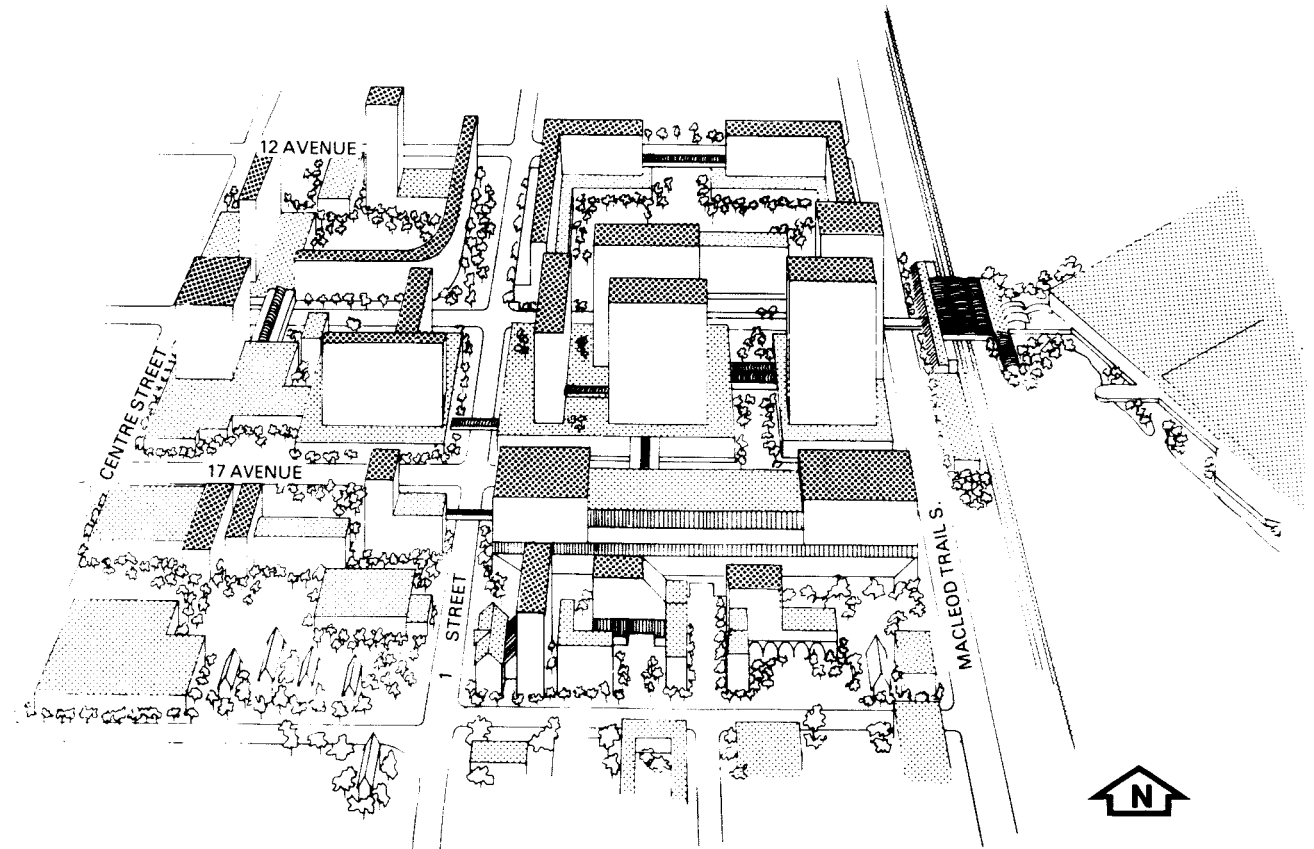 12 AVENUE
CENTRE STREET
17 AVENUE
1 STREET
MACLEOD TRAIL S.
N